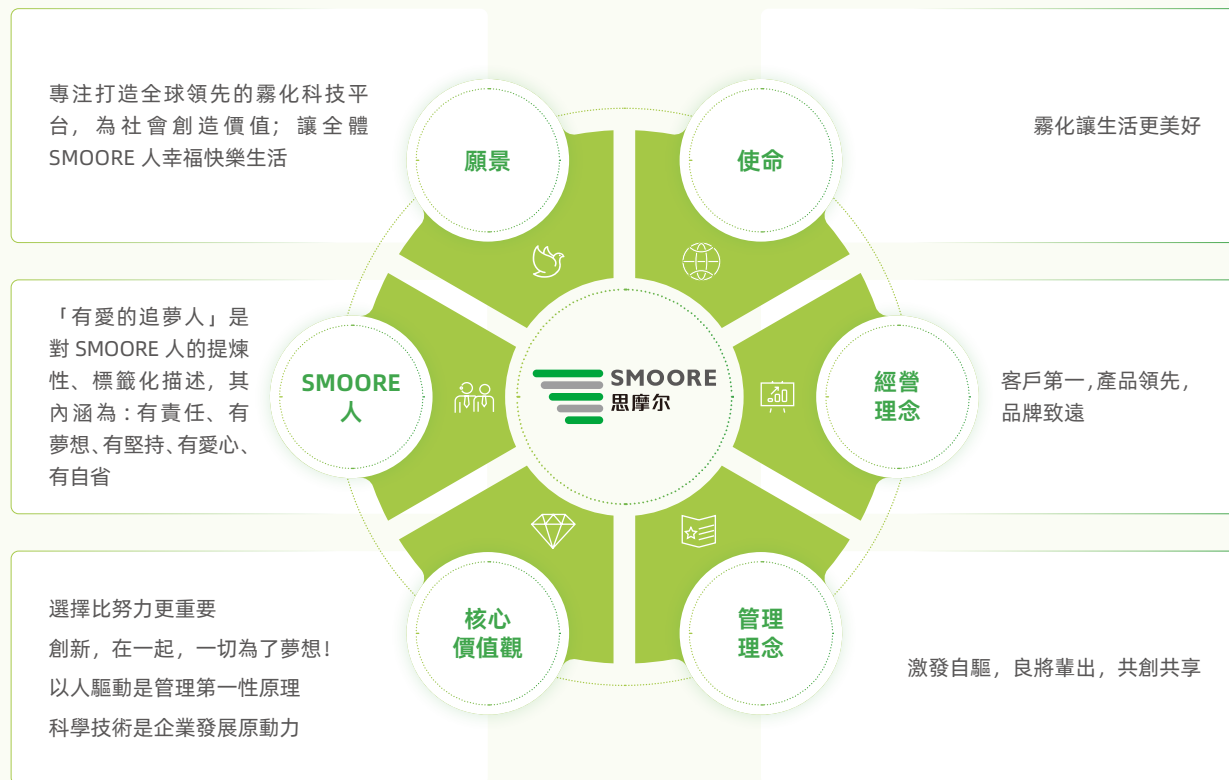 專注打造全球領先的霧化科技平
台，為社會創造價值；讓全體
SMOORE 人幸福快樂生活
願景
使命
霧化讓生活更美好
「有愛的追夢人」是
對 SMOORE 人的提煉
性、標籤化描述，其
內涵為：有責任、有
夢想、有堅持、有愛心、
有自省
SMOORE
人
SMOORE
思摩尔
經營
理念
客戶第一，產品領先，
品牌致遠
選擇比努力更重要
創新，在一起，一切為了夢想！
以人驅動是管理第一性原理
科學技術是企業發展原動力
核心
價值觀
管理
理念
激發自驅，良將輩出，共創共享